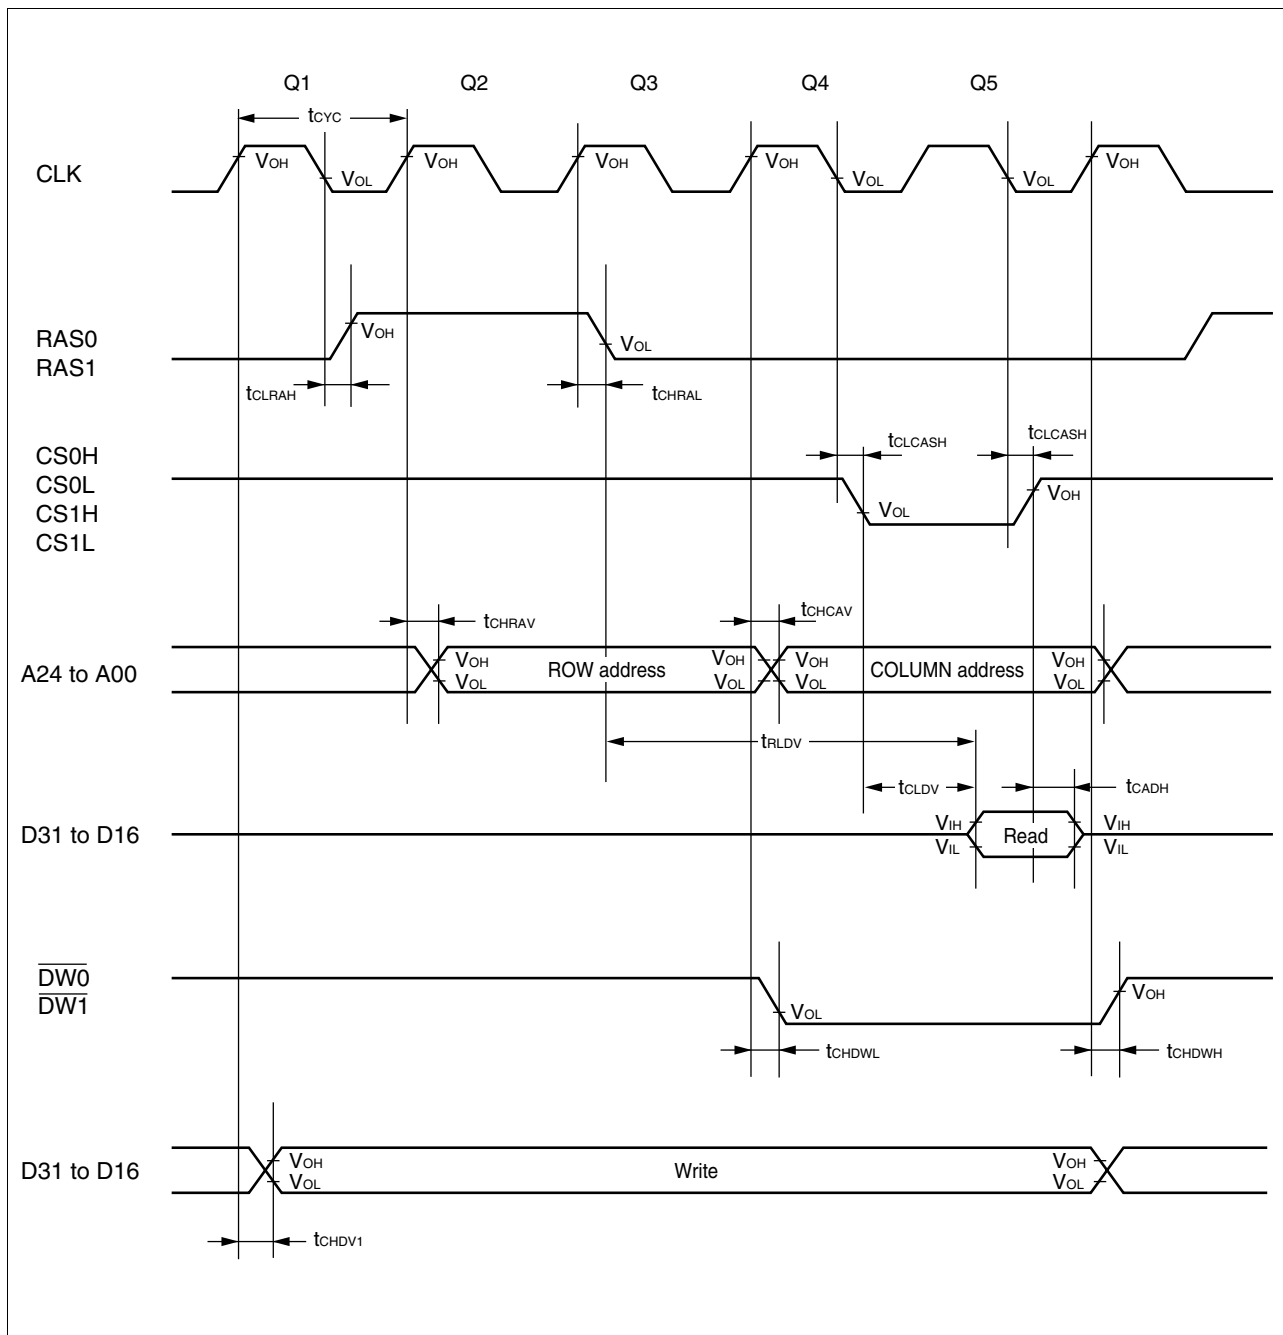 Q1 Q2 Q3 Q4 Q5
tCYC
CLK
VOH VOL VOH VOH VOH VOL VOL VOH
RAS0
RAS1
VOH VOL
tCLRAH tCHRAL
CS0H
CS0L
CS1H
CS1L
tCLCASH tCLCASH
VOL VOH
tCHRAV tCHCAV
A24 to A00
VOH ROW address VOH VOH COLUMN address VOH
VOL VOL VOL VOL
tRLDV
tCLDV tCADH
D31 to D16
VIH Read VIH
VIL VIL
DW0
DW1
VOL VOH
tCHDWL tCHDWH
D31 to D16
VOH Write VOH
VOL VOL
tCHDV1